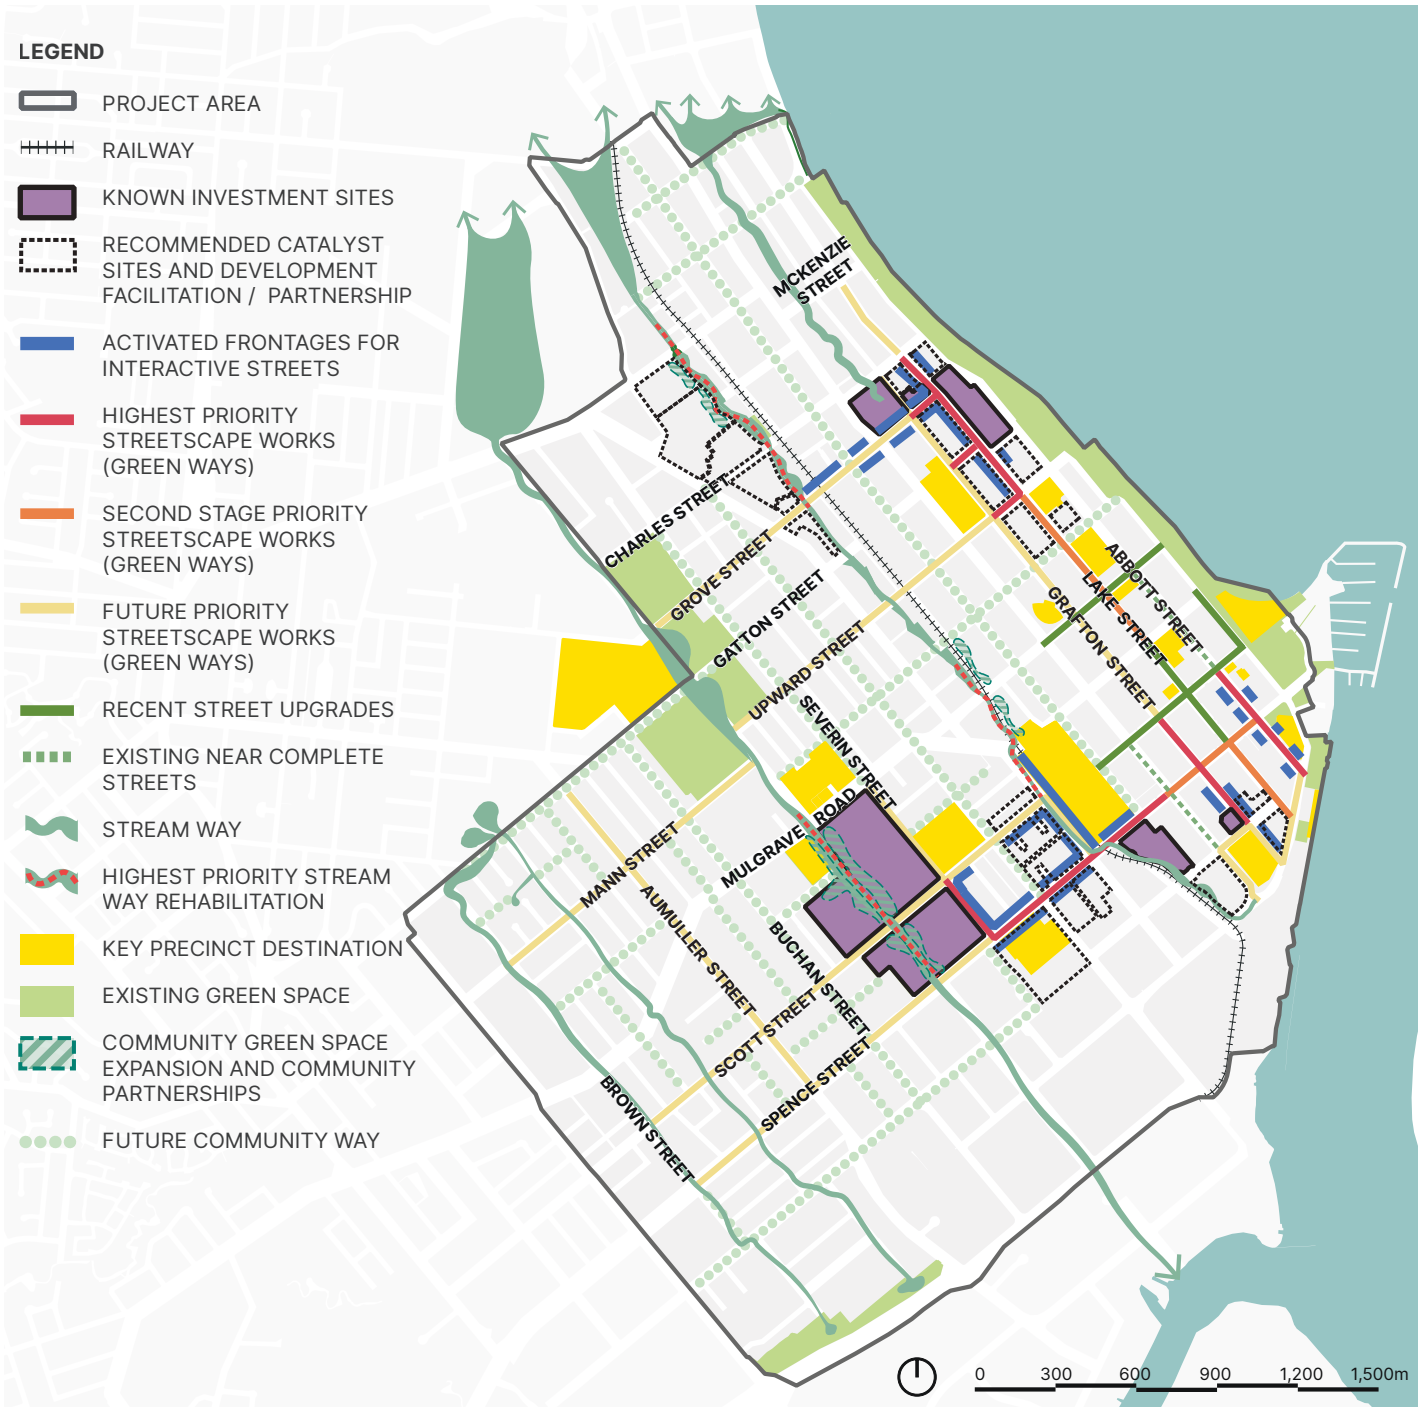 LEGEND
PROJECT AREA
RAILWAY
KNOWN INVESTMENT SITES
RECOMMENDED CATALYST
SITES AND DEVELOPMENT
FACILITATION / PARTNERSHIP
ACTIVATED FRONTAGES FOR
INTERACTIVE STREETS
HIGHEST PRIORITY
STREETSCAPE WORKS
(GREEN WAYS)
SECOND STAGE PRIORITY
STREETSCAPE WORKS
(GREEN WAYS)
FUTURE PRIORITY
STREETSCAPE WORKS
(GREEN WAYS)
RECENT STREET UPGRADES
EXISTING NEAR COMPLETE
STREETS
STREAM WAY
HIGHEST PRIORITY STREAM
WAY REHABILITATION
KEY PRECINCT DESTINATION
EXISTING GREEN SPACE
COMMUNITY GREEN SPACE
EXPANSION AND COMMUNITY
PARTNERSHIPS
FUTURE COMMUNITY WAY
MCKENZIE
STREET
CHARLES STREET
GROVE STREET
GATTON STREET
UPWARD STREET
SEVERIN STREET
ABBOTT STREET
LAKE STREET
GRAFTON STREET
MULGRAVE ROAD
MANN STREET
AUMULLER STREET
BUCHAN STREET
SCOTT STREET
SPENCE STREET
BROWN STREET
0 300 600 900 1,200 1,500m